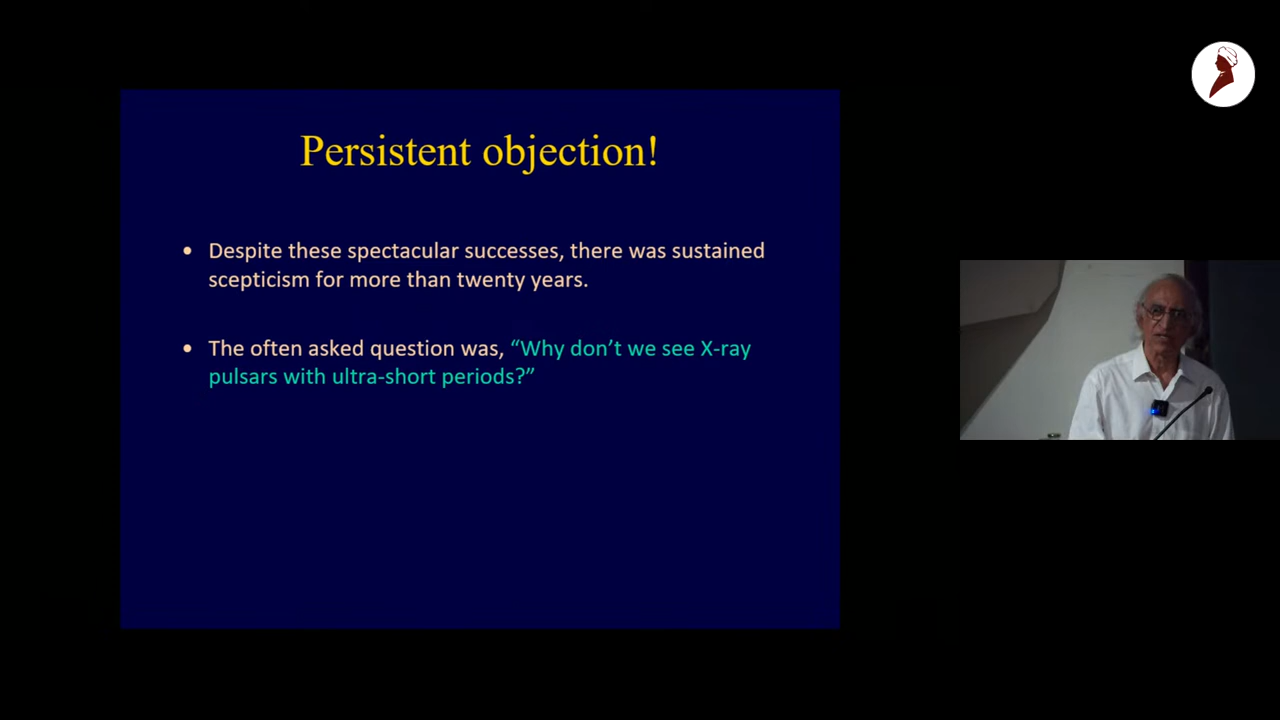 Persistent objection!
• Despite these spectacular successes, there was sustained
scepticism for more than twenty years.
• The often asked question was, “Why don’t we see X-ray
pulsars with ultra-short periods?”